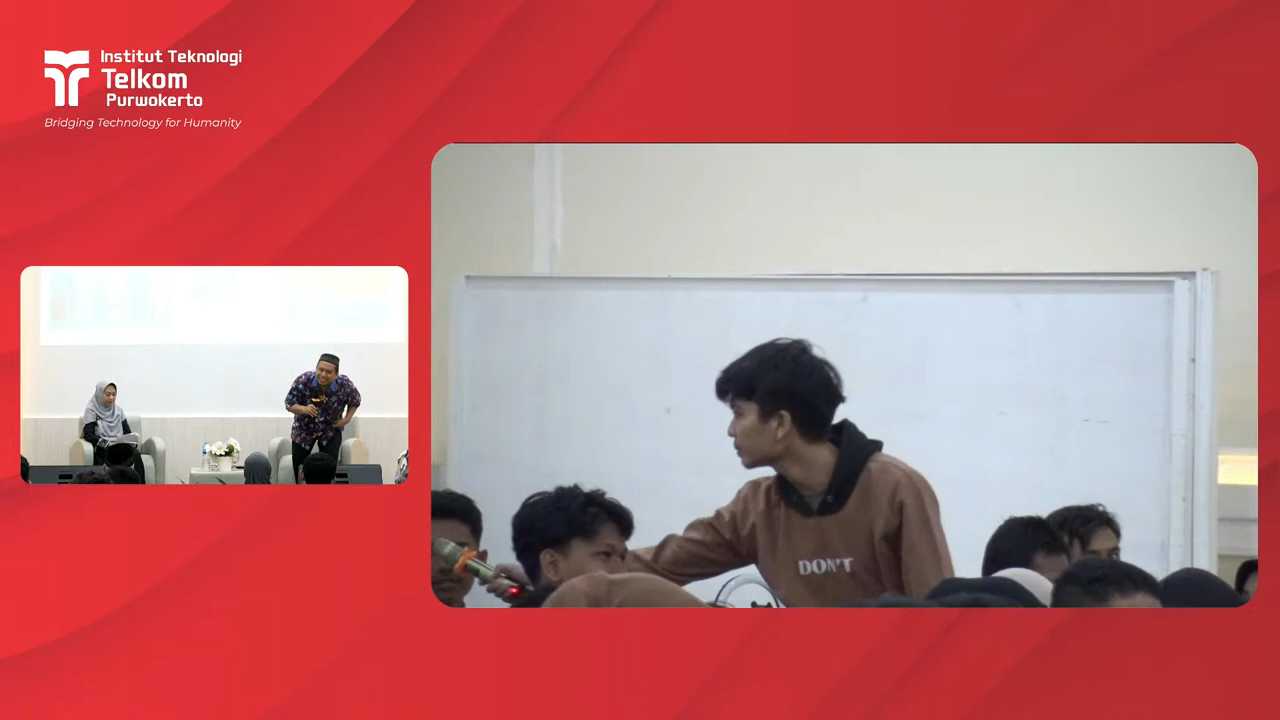 Institut Teknologi
Telkom
Purwokerto
Bridging Technology for Humanity
DON'T